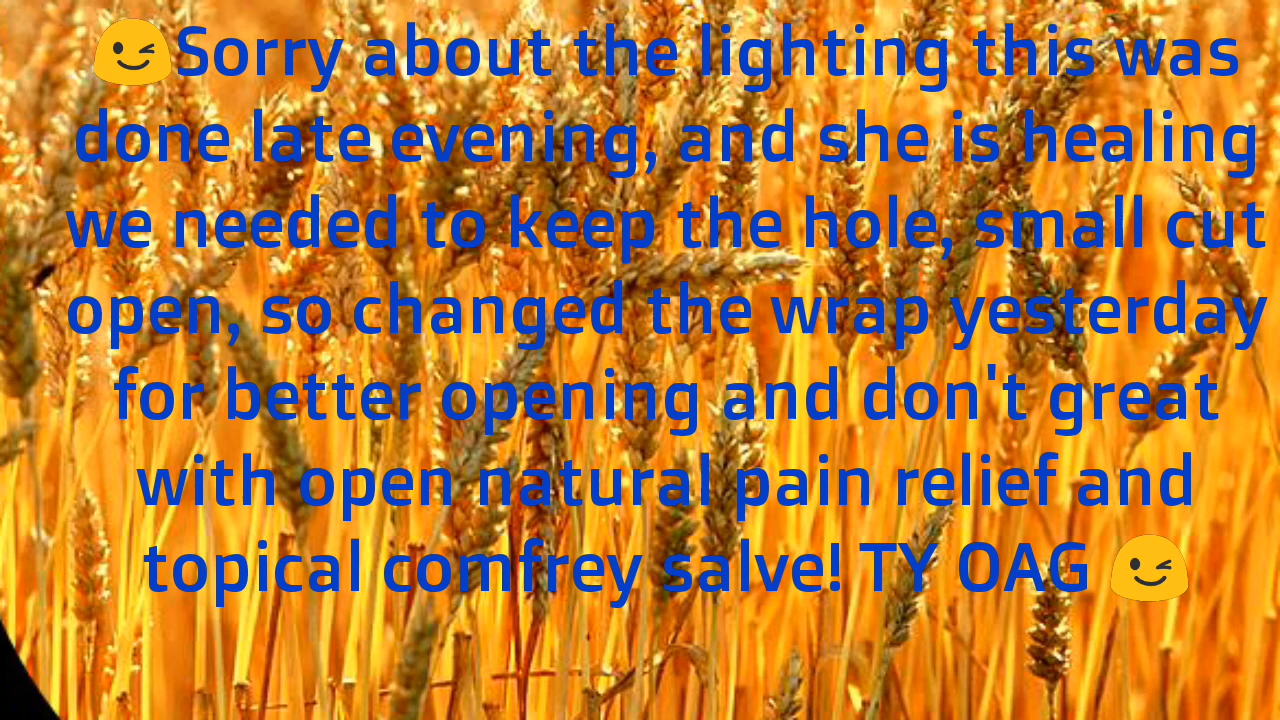 😉Sorry about the lighting this was
done late evening, and she is healing
we needed to keep the hole, small cut
open, so changed the wrap yesterday
for better opening and don't great
with open natural pain relief and
topical comfrey salve! TY OAG 😉